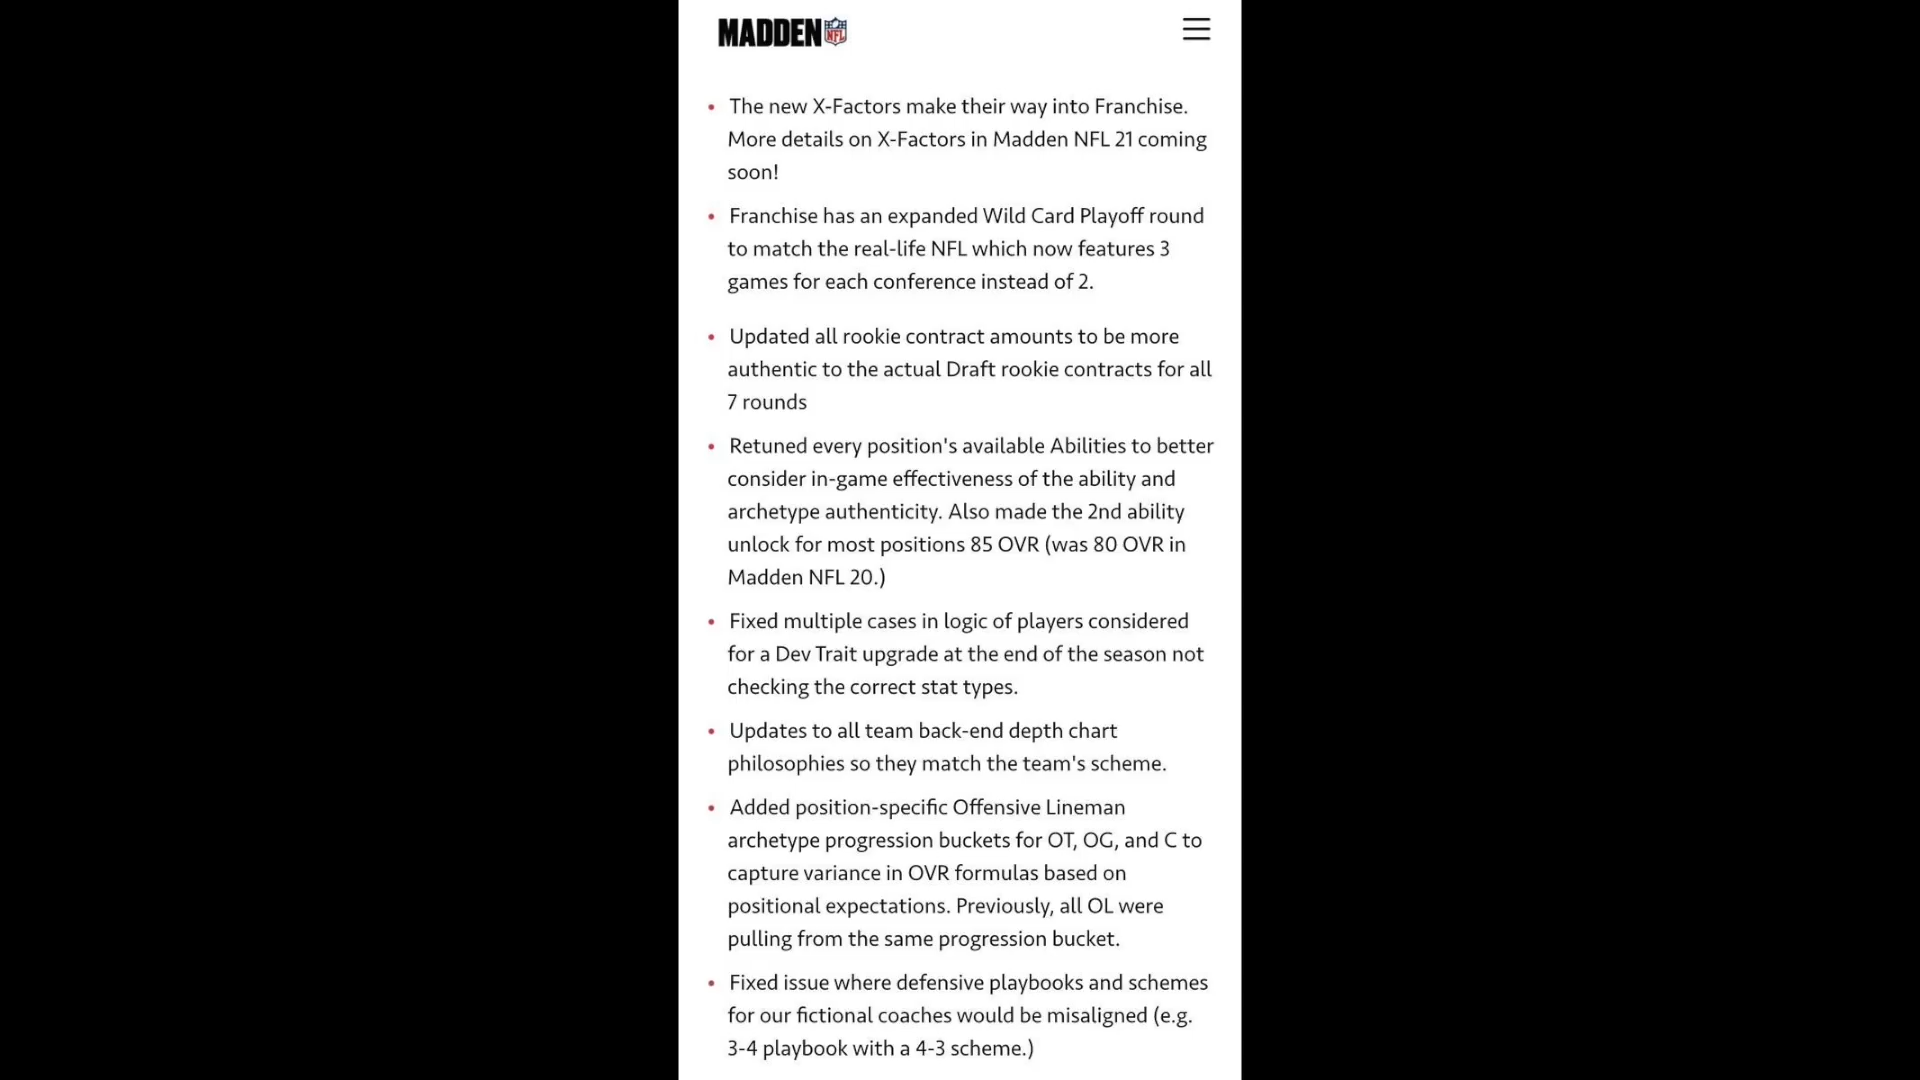 MADDEN NFL
• The new X-Factors make their way into Franchise.
More details on X-Factors in Madden NFL 21 coming
soon!
• Franchise has an expanded Wild Card Playoff round
to match the real-life NFL which now features 3
games for each conference instead of 2.
• Updated all rookie contract amounts to be more
authentic to the actual Draft rookie contracts for all
7 rounds
• Retuned every position's available Abilities to better
consider in-game effectiveness of the ability and
archetype authenticity. Also made the 2nd ability
unlock for most positions 85 OVR (was 80 OVR in
Madden NFL 20.)
• Fixed multiple cases in logic of players considered
for a Dev Trait upgrade at the end of the season not
checking the correct stat types.
• Updates to all team back-end depth chart
philosophies so they match the team's scheme.
• Added position-specific Offensive Lineman
archetype progression buckets for OT, OG, and C to
capture variance in OVR formulas based on
positional expectations. Previously, all OL were
pulling from the same progression bucket.
• Fixed issue where defensive playbooks and schemes
for our fictional coaches would be misaligned (e.g.
3-4 playbook with a 4-3 scheme.)